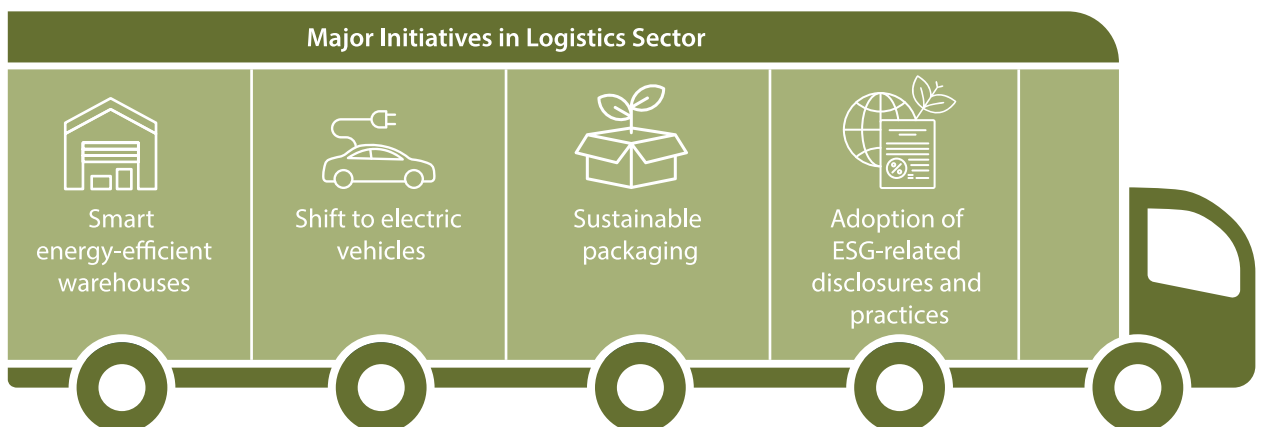 Major Initiatives in Logistics Sector
Smart
energy-efficient
warehouses
Shift to electric
vehicles
Sustainable
packaging
Adoption of
ESG-related
disclosures and
practices
%